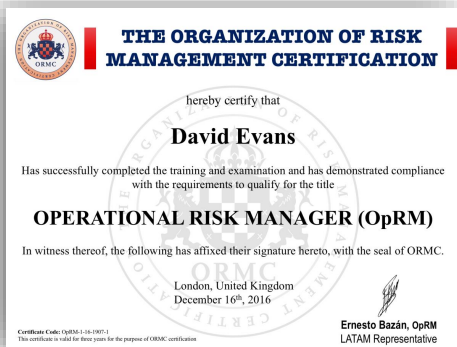 ORMC
THE ORGANIZATION OF RISK
MANAGEMENT CERTIFICATION
hereby certify that
David Evans
Has successfully completed the training and examination and has demonstrated compliance
with the requirements to qualify for the title
OPERATIONAL RISK MANAGER (OpRM)
In witness thereof, the following has affixed their signature hereto, with the seal of ORMC.
ORMC
London, United Kingdom
December 16th, 2016
Ernesto Bazán, OpRM
LATAM Representative
Certificate Code: OpRM-1-16-1907-1
This certificate is valid for three years for the purpose of ORMC certification